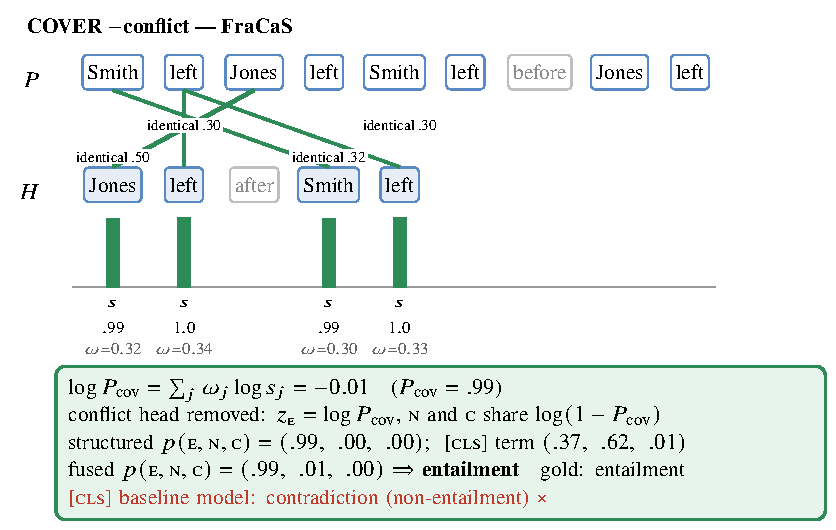 COVER −conflict — FraCaS
P Smith left Jones left Smith left before Jones left
identical .30 identical .30
identical .50 identical .32
H Jones left after Smith left
s s s s
.99 1.0 .99 1.0
ω=0.32 ω=0.34 ω=0.30 ω=0.33
log P_cov = ∑_j ω_j log s_j = −0.01 (P_cov = .99)
conflict head removed: z_E = log P_cov, N and C share log(1 − P_cov)
structured p(E, N, C) = (.99, .00, .00); [CLS] term (.37, .62, .01)
fused p(E, N, C) = (.99, .01, .00) ⟹ entailment gold: entailment
[CLS] baseline model: contradiction (non-entailment) ×